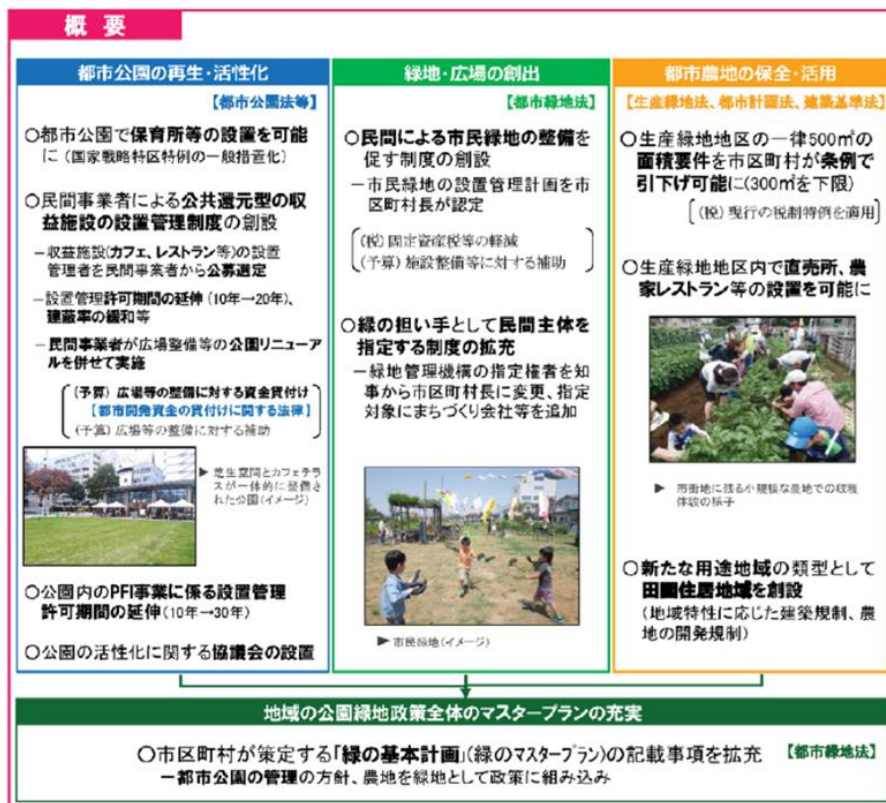 概 要
都市公園の再生・活性化
【都市公園法等】
○都市公園で保育所等の設置を可能
に(国家戦略特区特例の一般措置化)
○民間事業者による公共還元型の収
益施設の設置管理制度の創設
－収益施設(カフェ、レストラン等)の設置
管理者を民間事業者から公募選定
－設置管理許可期間の延伸(10年→20年)、
建蔽率の緩和等
－民間事業者が広場整備等の公園リニューア
ルを併せて実施
(予算) 広場等の整備に対する資金貸付け
【都市開発資金の貸付けに関する法律】
(予算) 広場等の整備に対する補助
▶ 芝生空間とカフェテラ
スが一体的に整備さ
れた公園(イメージ)
○公園内のPFI事業に係る設置管理
許可期間の延伸(10年→30年)
○公園の活性化に関する協議会の設置
緑地・広場の創出
【都市緑地法】
○民間による市民緑地の整備を
促す制度の創設
－市民緑地の設置管理計画を市
区町村長が認定
(税) 固定資産税等の軽減
(予算) 施設整備等に対する補助
○緑の担い手として民間主体を
指定する制度の拡充
－緑地管理機構の指定権者を知
事から市区町村長に変更、指定
対象にまちづくり会社等を追加
▶ 市民緑地(イメージ)
都市農地の保全・活用
【生産緑地法、都市計画法、建築基準法】
○生産緑地地区の一律500㎡の
面積要件を市区町村が条例で
引下げ可能に(300㎡を下限)
(税) 現行の税制特例を適用
○生産緑地地区内で直売所、農
家レストラン等の設置を可能に
▶ 市街地に残る小規模な農地での収穫
体験の様子
○新たな用途地域の類型として
田園住居地域を創設
(地域特性に応じた建築規制、農
地の開発規制)
地域の公園緑地政策全体のマスタープランの充実
○市区町村が策定する「緑の基本計画」(緑のマスタープラン)の記載事項を拡充 【都市緑地法】
－都市公園の管理の方針、農地を緑地として政策に組み込み